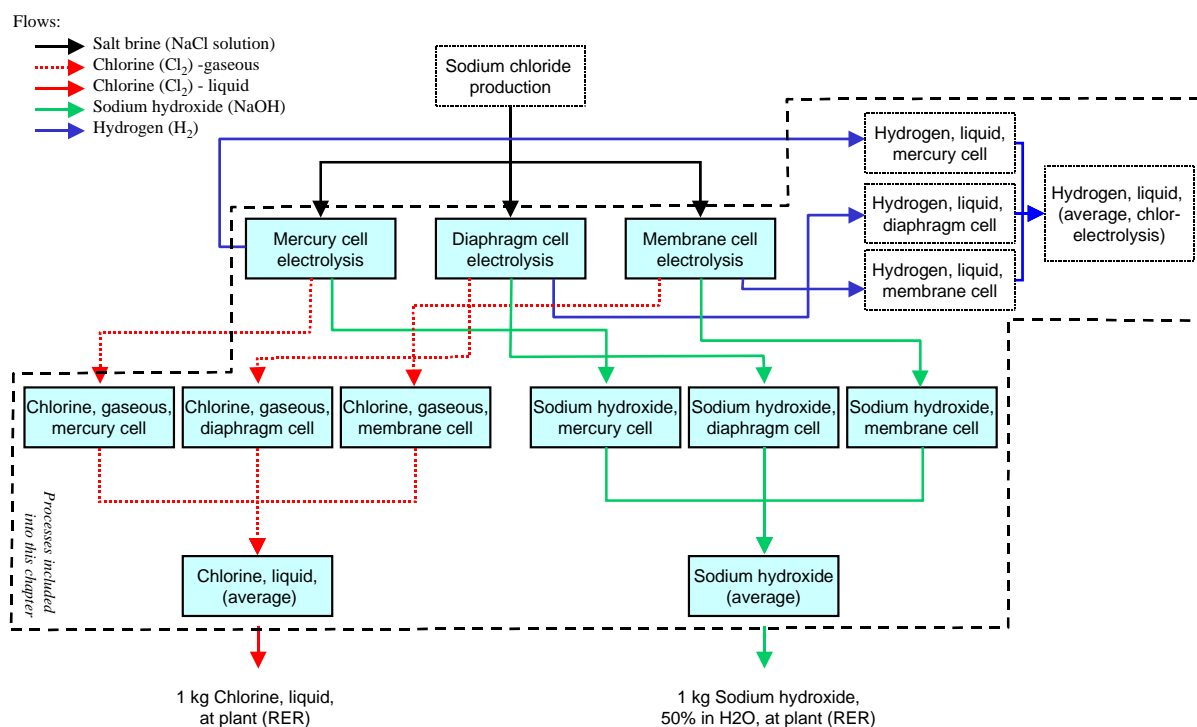 Flows:
Salt brine (NaCl solution)
Chlorine (Cl2) -gaseous
Chlorine (Cl2) - liquid
Sodium hydroxide (NaOH)
Hydrogen (H2)
Sodium chloride
production
Hydrogen, liquid,
mercury cell
Hydrogen, liquid,
diaphragm cell
Hydrogen, liquid,
membrane cell
Hydrogen, liquid,
(average, chlor-
electrolysis)
Mercury cell
electrolysis
Diaphragm cell
electrolysis
Membrane cell
electrolysis
Chlorine, gaseous,
mercury cell
Chlorine, gaseous,
diaphragm cell
Chlorine, gaseous,
membrane cell
Sodium hydroxide,
mercury cell
Sodium hydroxide,
diaphragm cell
Sodium hydroxide,
membrane cell
Processes included
into this chapter
Chlorine, liquid,
(average)
Sodium hydroxide
(average)
1 kg Chlorine, liquid,
at plant (RER)
1 kg Sodium hydroxide,
50% in H2O, at plant (RER)